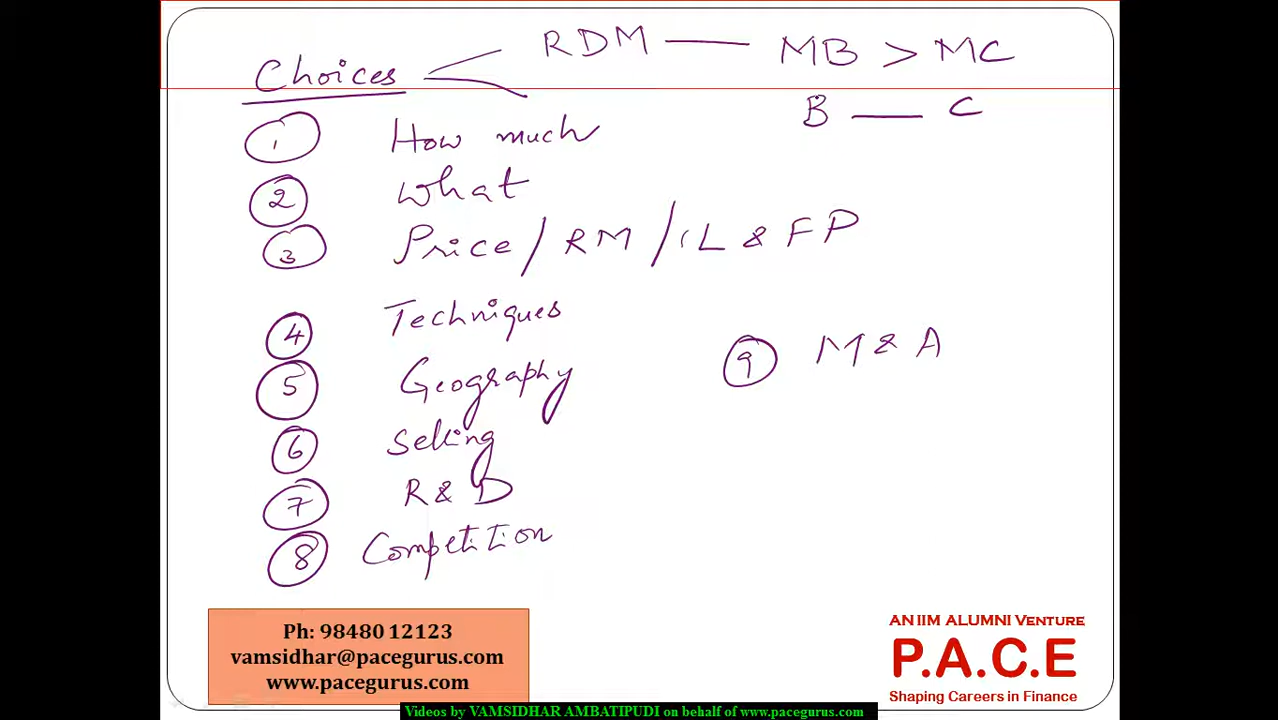 Choices RDM — MB > MC
B — C
1 How much
2 What
3 Price / RM / L & FP
4 Techniques
5 Geography
6 Selling
7 R & D
8 Competition
9 M & A
Ph: 98480 12123
vamsidhar@pacegurus.com
www.pacegurus.com
AN IIM ALUMNI VENTURE
P.A.C.E
Shaping Careers in Finance
Videos by VAMSIDHAR AMBATIPUDI on behalf of www.pacegurus.com